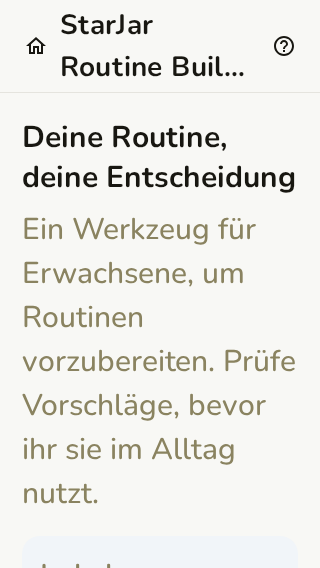 StarJar
Routine Buil...
Deine Routine,
deine Entscheidung
Ein Werkzeug für
Erwachsene, um
Routinen
vorzubereiten. Prüfe
Vorschläge, bevor
ihr sie im Alltag
nutzt.